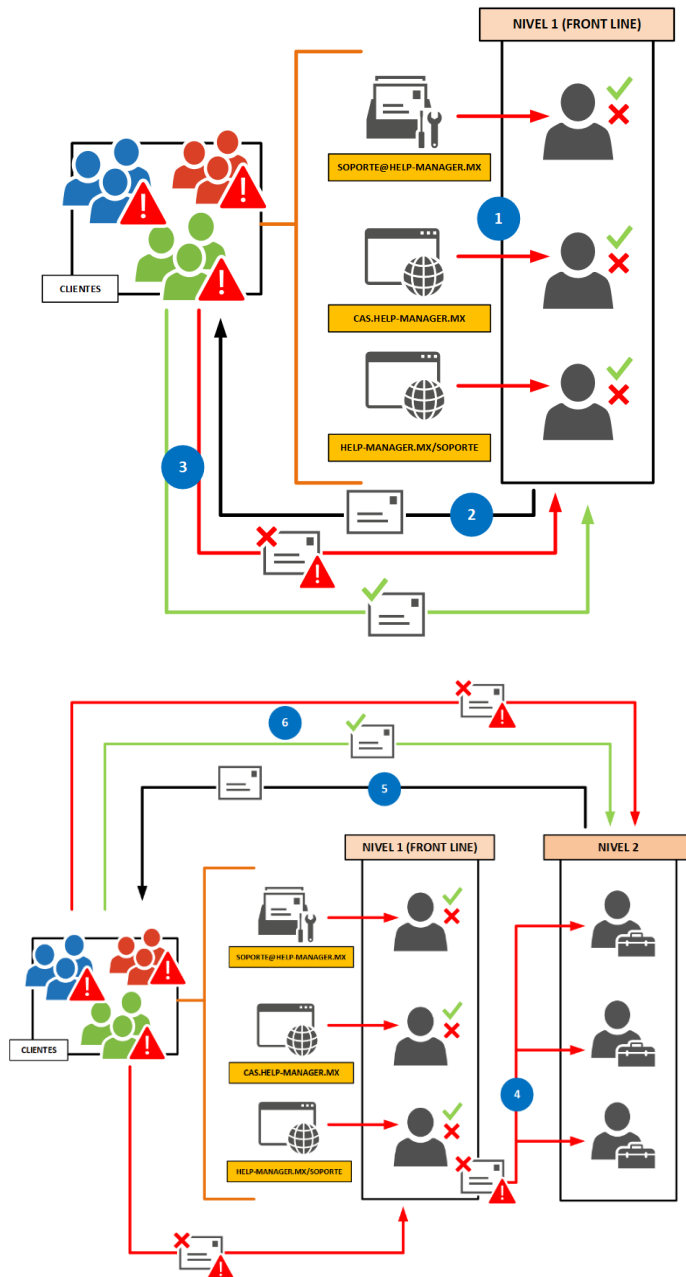 NIVEL 1 (FRONT LINE)
SOPORTE@HELP-MANAGER.MX
1
CLIENTES
CAS.HELP-MANAGER.MX
HELP-MANAGER.MX/SOPORTE
3
2
6
5
NIVEL 1 (FRONT LINE)
NIVEL 2
SOPORTE@HELP-MANAGER.MX
CLIENTES
CAS.HELP-MANAGER.MX
4
HELP-MANAGER.MX/SOPORTE